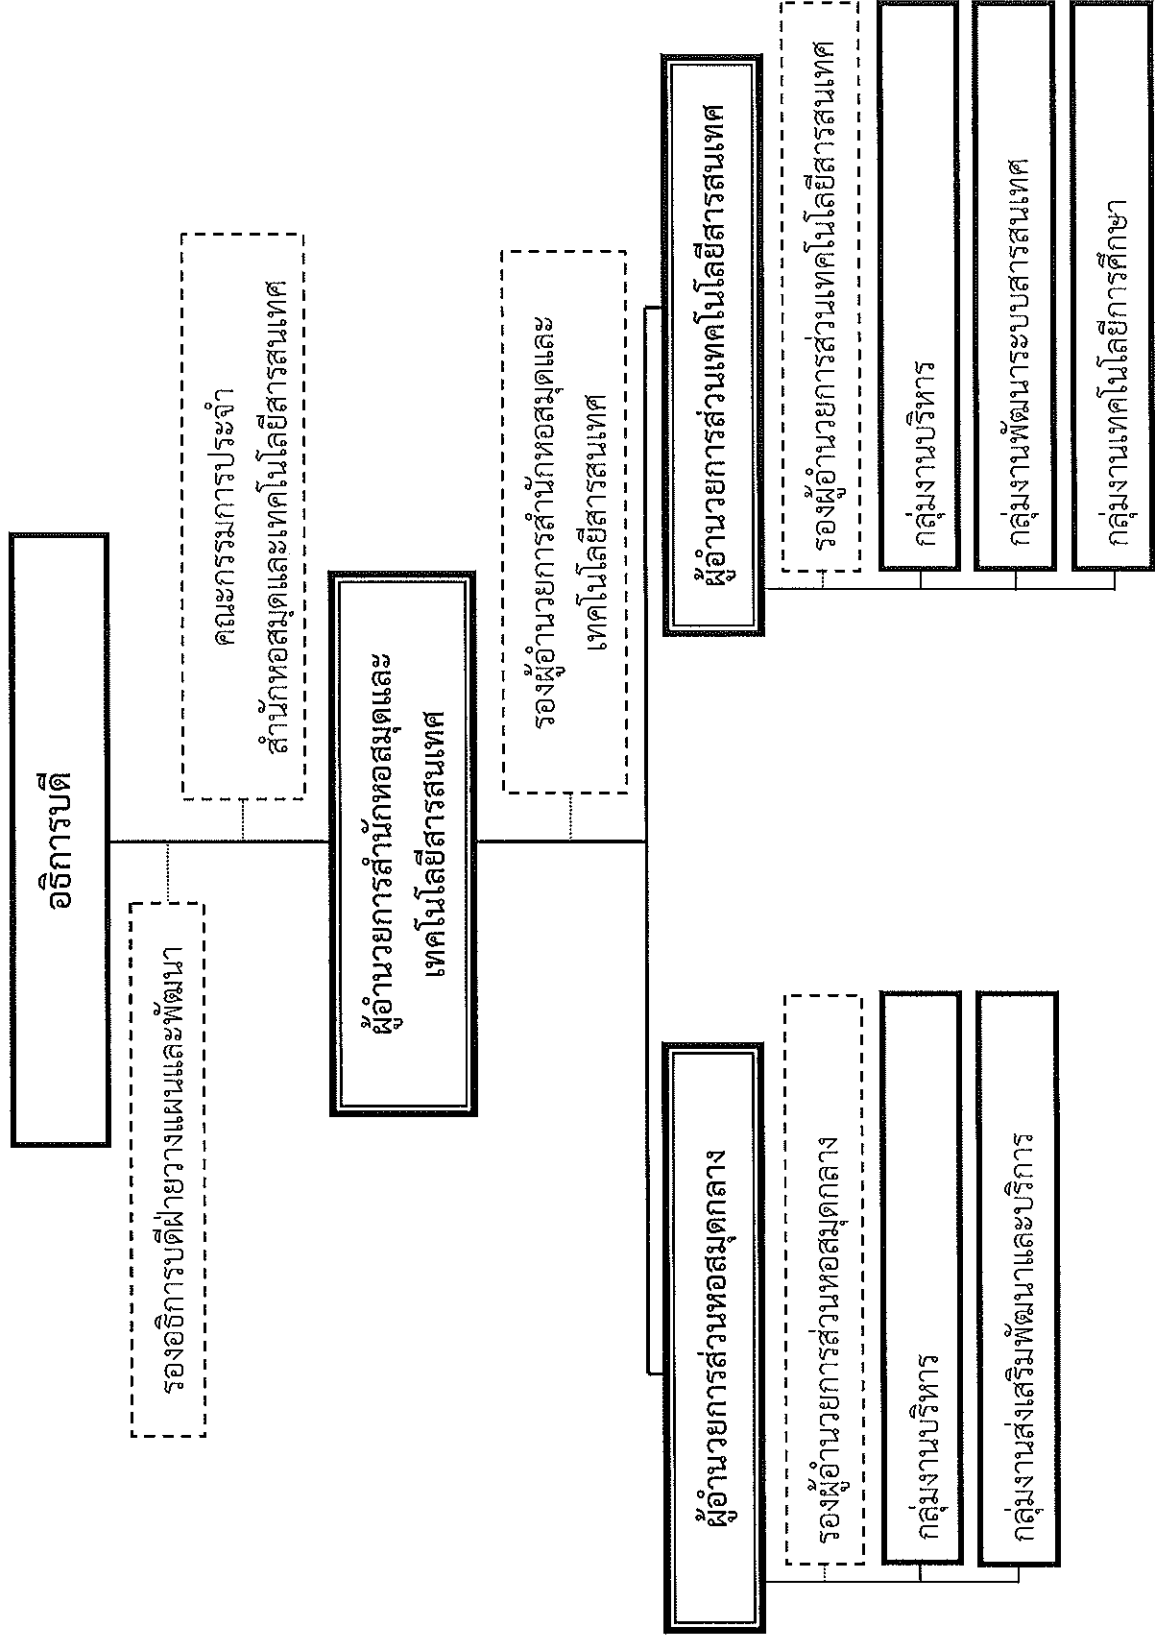 อธิการบดี
รองอธิการบดีฝ่ายวางแผนและพัฒนา
คณะกรรมการประจำ
สำนักหอสมุดและเทคโนโลยีสารสนเทศ
ผู้อำนวยการสำนักหอสมุดและ
เทคโนโลยีสารสนเทศ
รองผู้อำนวยการสำนักหอสมุดและ
เทคโนโลยีสารสนเทศ
ผู้อำนวยการส่วนหอสมุดกลาง
รองผู้อำนวยการส่วนหอสมุดกลาง
กลุ่มงานบริหาร
กลุ่มงานส่งเสริมพัฒนาและบริการ
ผู้อำนวยการส่วนเทคโนโลยีสารสนเทศ
รองผู้อำนวยการส่วนเทคโนโลยีสารสนเทศ
กลุ่มงานบริหาร
กลุ่มงานพัฒนาระบบสารสนเทศ
กลุ่มงานเทคโนโลยีการศึกษา